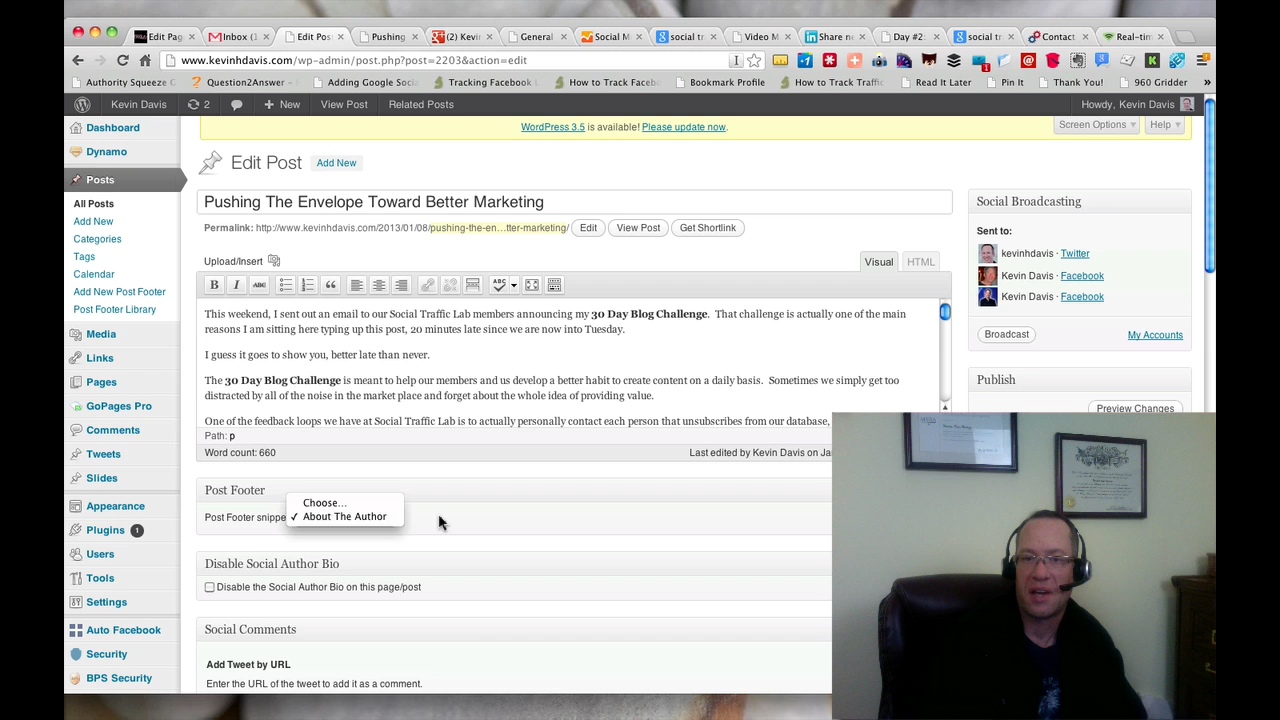 Edit Pag
Inbox (1
Edit Pos
Pushing
(2) Kevin
General
Social M
social tr
Video M
Share ne
Day #2:
social tr
Contact
Real-tim
www.kevinhdavis.com/wp-admin/post.php?post=2203&action=edit
Authority Squeeze G
Question2Answer
Adding Google Socia
Tracking Facebook L
How to Track Facebo
Bookmark Profile
How to Track Traffic
Read It Later
Pin It
Thank You!
960 Gridder
»
Kevin Davis
2
New
View Post
Related Posts
Howdy, Kevin Davis
WordPress 3.5 is available! Please update now.
Screen Options
Help
Dashboard
Dynamo
Posts
All Posts
Add New
Categories
Tags
Calendar
Add New Post Footer
Post Footer Library
Media
Links
Pages
GoPages Pro
Comments
Tweets
Slides
Appearance
Plugins 1
Users
Tools
Settings
Auto Facebook
Security
BPS Security
Edit Post
Add New
Pushing The Envelope Toward Better Marketing
Permalink: http://www.kevinhdavis.com/2013/01/08/pushing-the-en…tter-marketing/ Edit View Post Get Shortlink
Upload/Insert
Visual
HTML
B I ABC
ABC
This weekend, I sent out an email to our Social Traffic Lab members announcing my 30 Day Blog Challenge. That challenge is actually one of the main
reasons I am sitting here typing up this post, 20 minutes late since we are now into Tuesday.
I guess it goes to show you, better late than never.
The 30 Day Blog Challenge is meant to help our members and us develop a better habit to create content on a daily basis. Sometimes we simply get too
distracted by all of the noise in the market place and forget about the whole idea of providing value.
One of the feedback loops we have at Social Traffic Lab is to actually personally contact each person that unsubscribes from our database,
Path: p
Word count: 660
Last edited by Kevin Davis on Ja
Post Footer
Post Footer snippe
Choose...
✓ About The Author
Disable Social Author Bio
Disable the Social Author Bio on this page/post
Social Comments
Add Tweet by URL
Enter the URL of the tweet to add it as a comment.
Social Broadcasting
Sent to:
kevinhdavis · Twitter
Kevin Davis · Facebook
Kevin Davis · Facebook
Broadcast
My Accounts
Publish
Preview Changes